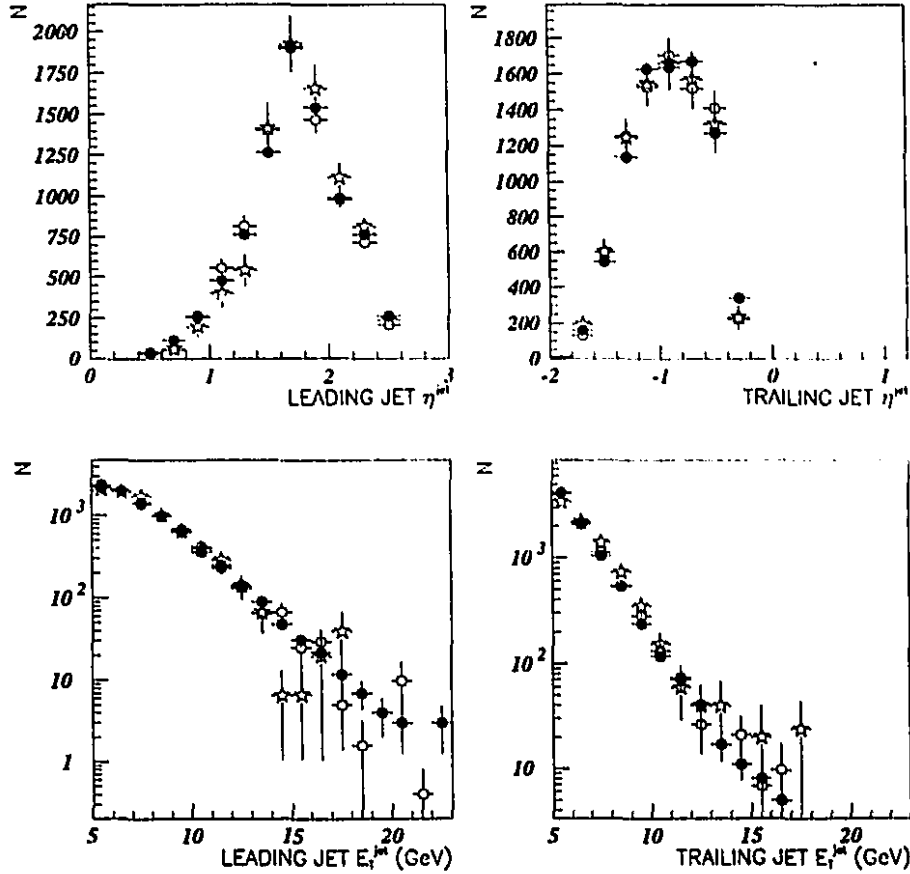 N
2000
1750
1500
1250
1000
750
500
250
0
0 1 2 3
LEADING JET η^jet
N
1800
1600
1400
1200
1000
800
600
400
200
0
-2 -1 0 1
TRAILING JET η^jet
N
10^3
10^2
10
1
5 10 15 20
LEADING JET E_t^jet (GeV)
N
10^3
10^2
10
5 10 15 20
TRAILING JET E_t^jet (GeV)